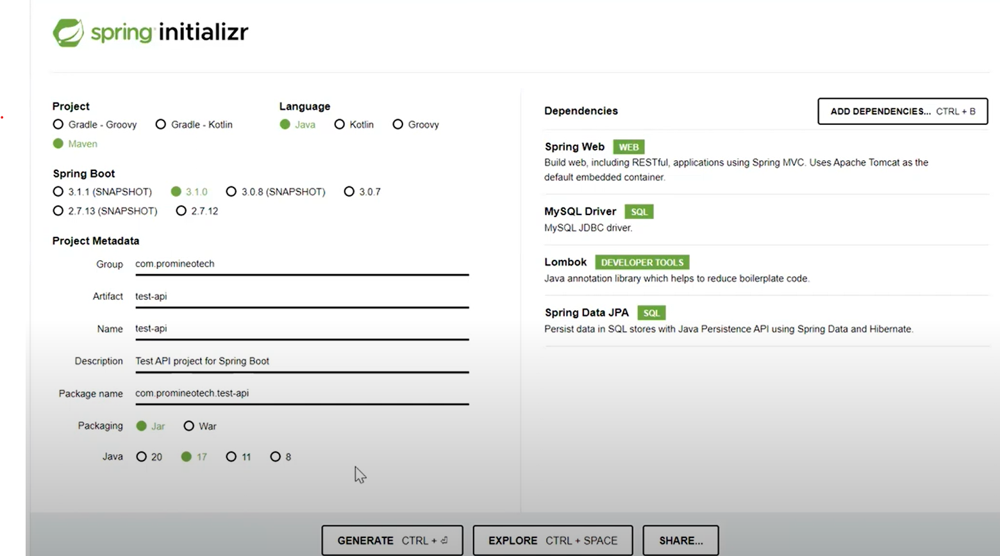 spring initializr
Project
Gradle - Groovy Gradle - Kotlin
Maven
Language
Java Kotlin Groovy
Spring Boot
3.1.1 (SNAPSHOT) 3.1.0 3.0.8 (SNAPSHOT) 3.0.7
2.7.13 (SNAPSHOT) 2.7.12
Project Metadata
Group com.promineotech
Artifact test-api
Name test-api
Description Test API project for Spring Boot
Package name com.promineotech.test-api
Packaging Jar War
Java 20 17 11 8
Dependencies
ADD DEPENDENCIES... CTRL + B
Spring Web WEB
Build web, including RESTful, applications using Spring MVC. Uses Apache Tomcat as the
default embedded container.
MySQL Driver SQL
MySQL JDBC driver.
Lombok DEVELOPER TOOLS
Java annotation library which helps to reduce boilerplate code.
Spring Data JPA SQL
Persist data in SQL stores with Java Persistence API using Spring Data and Hibernate.
GENERATE CTRL + ⏎
EXPLORE CTRL + SPACE
SHARE...